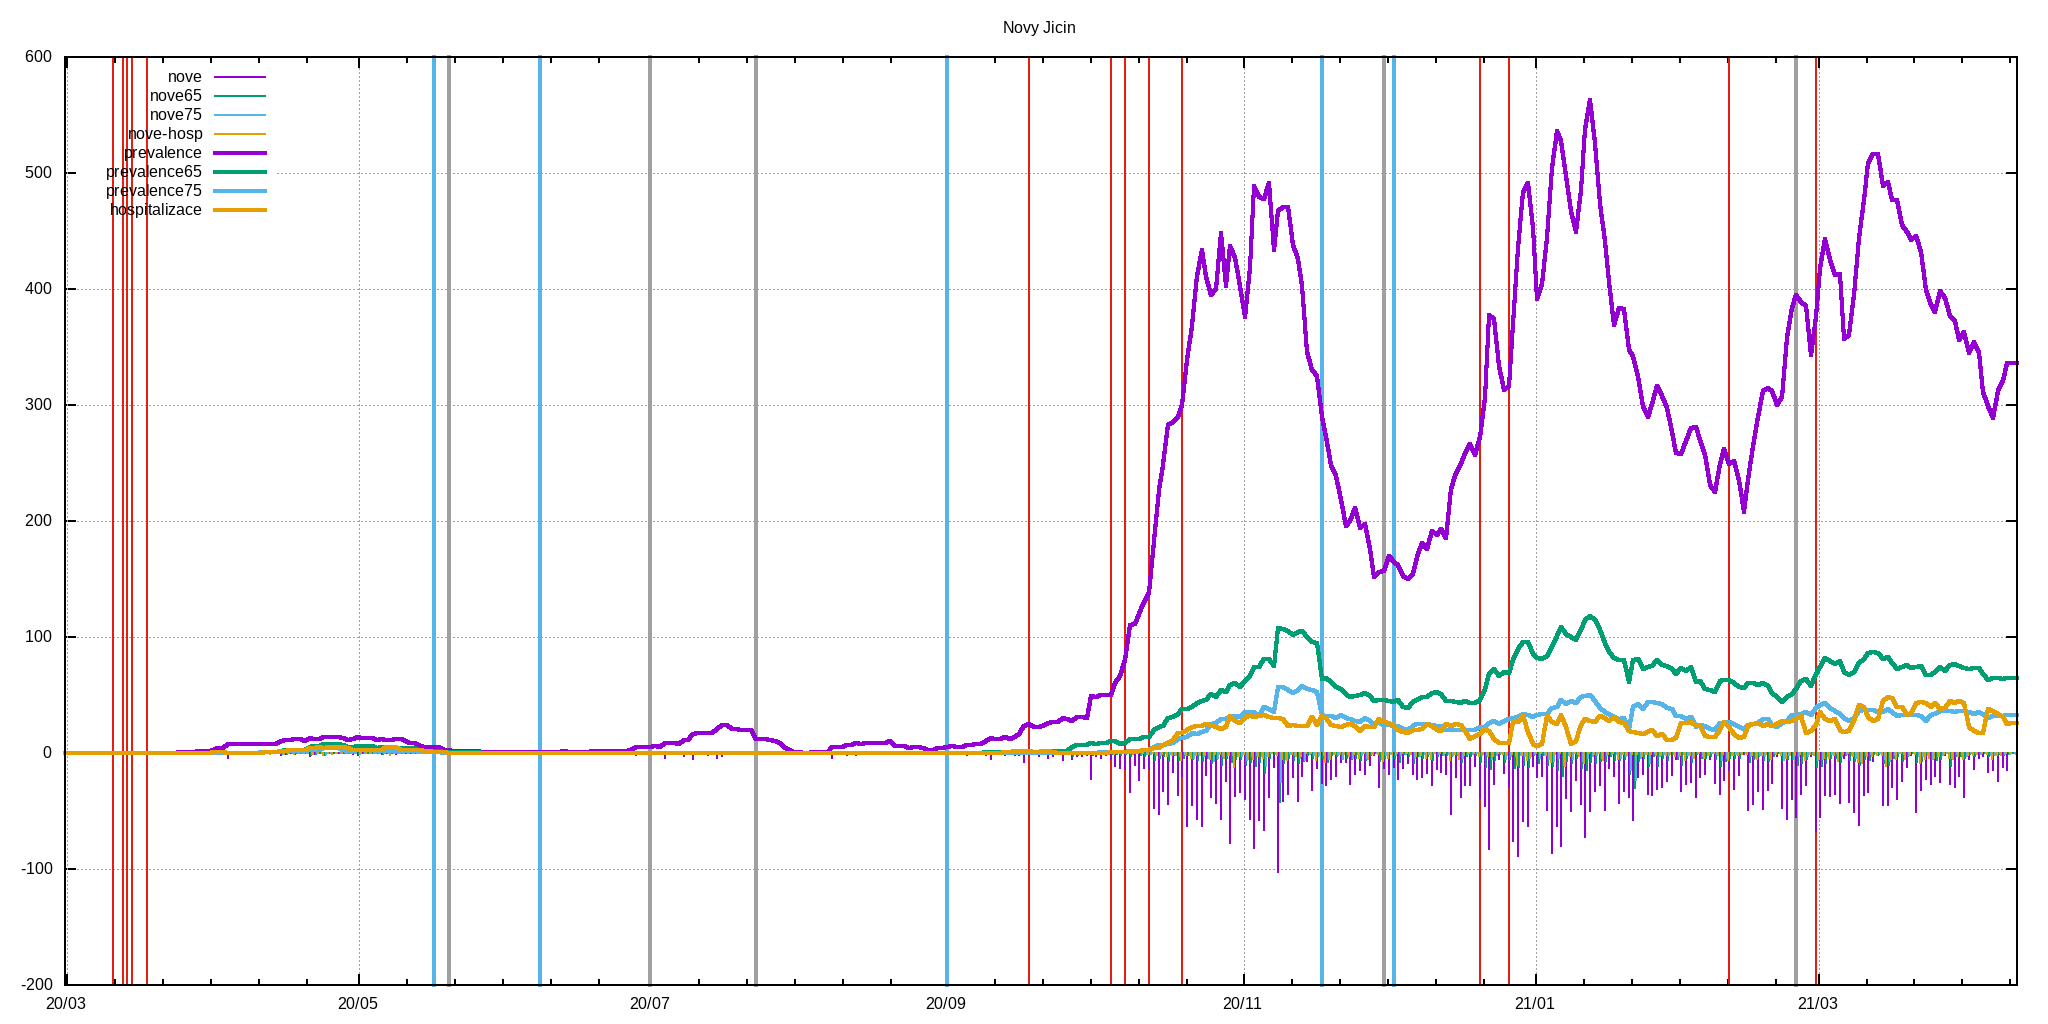 Novy Jicin
600
500
400
300
200
100
0
-100
-200
nove
nove65
nove75
nove-hosp
prevalence
prevalence65
prevalence75
hospitalizace
20/03 20/05 20/07 20/09 20/11 21/01 21/03